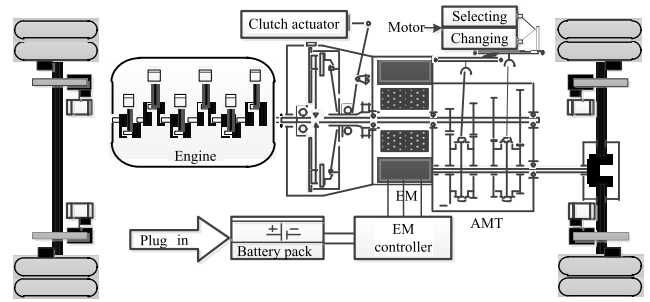 Clutch actuator
Motor
Selecting
Changing
Engine
EM
AMT
Plug in
Battery pack
EM
controller